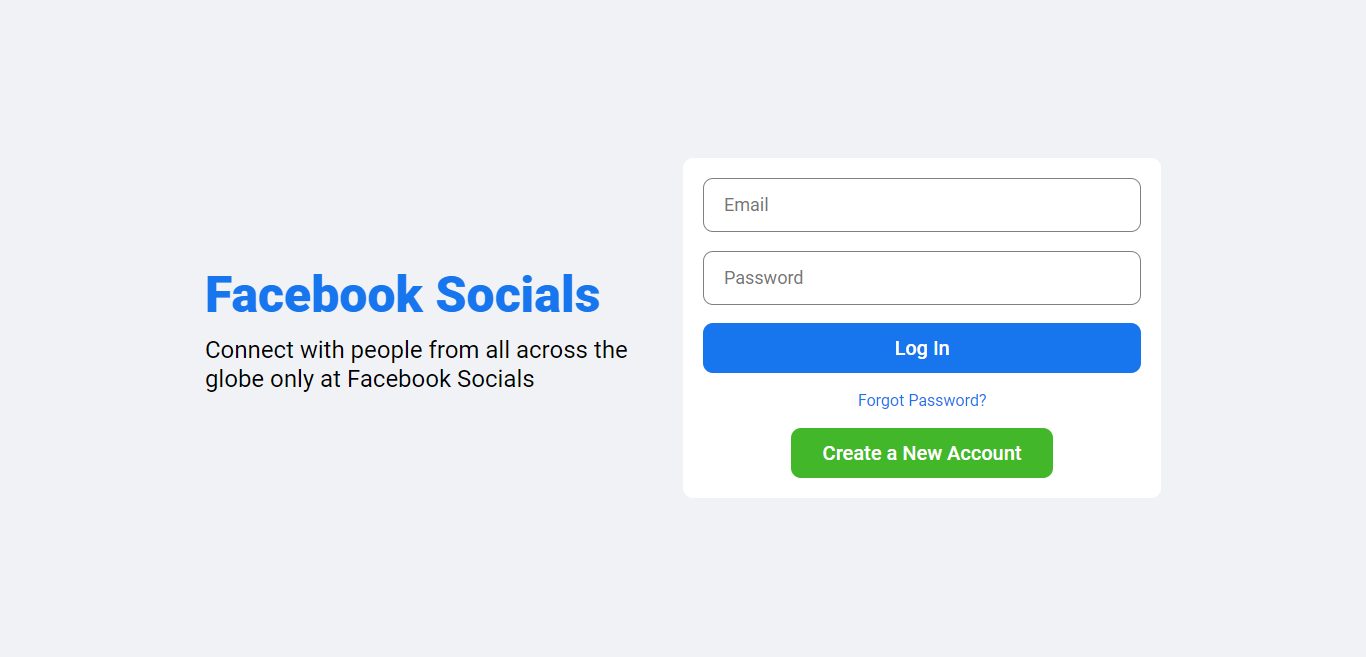 Facebook Socials
Connect with people from all across the
globe only at Facebook Socials
Email
Password
Log In
Forgot Password?
Create a New Account